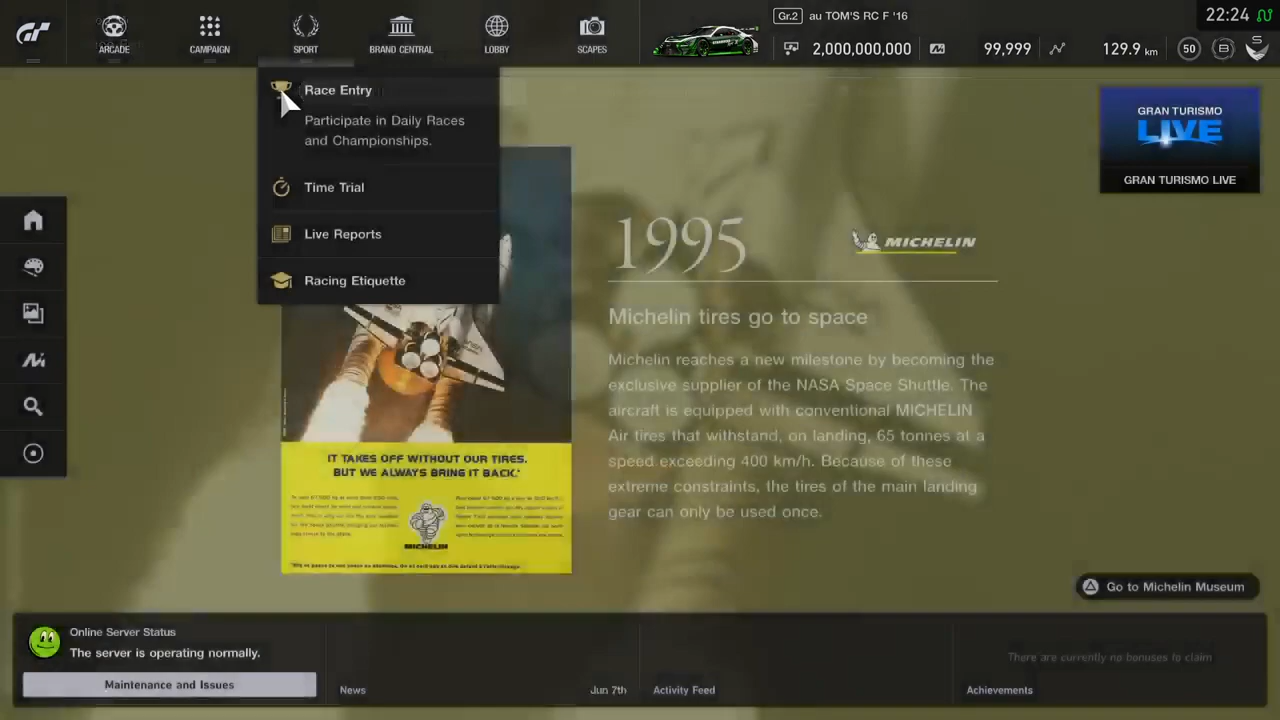 ARCADE
CAMPAIGN
SPORT
BRAND CENTRAL
LOBBY
SCAPES
Gr.2 au TOM'S RC F '16
2,000,000,000
99,999
129.9 km
50
B
S
22:24
Race Entry
Participate in Daily Races
and Championships.
Time Trial
Live Reports
Racing Etiquette
GRAN TURISMO
LIVE
GRAN TURISMO LIVE
1995
MICHELIN
Michelin tires go to space
Michelin reaches a new milestone by becoming the
exclusive supplier of the NASA Space Shuttle. The
aircraft is equipped with conventional MICHELIN
Air tires that withstand, on landing, 65 tonnes at a
speed exceeding 400 km/h. Because of these
extreme constraints, the tires of the main landing
gear can only be used once.
IT TAKES OFF WITHOUT OUR TIRES.
BUT WE ALWAYS BRING IT BACK.*
MICHELIN
Go to Michelin Museum
Online Server Status
The server is operating normally.
Maintenance and Issues
News
Jun 7th
Activity Feed
There are currently no bonuses to claim
Achievements